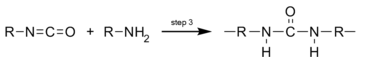 O
R–N=C=O + R–NH2 step 3 –R–N–C–N–R–
H H